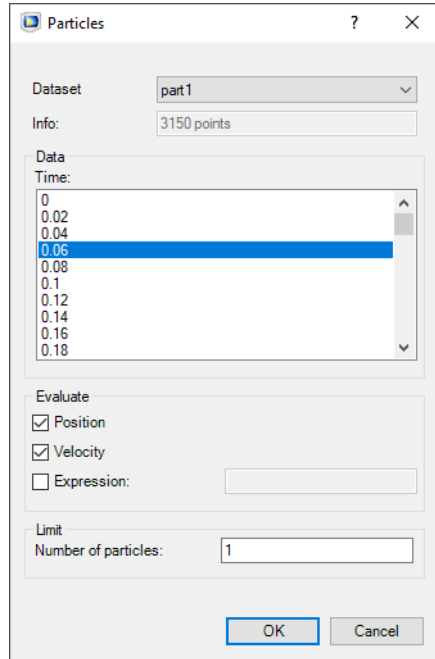 Particles
Dataset part1
Info: 3150 points
Data
Time:
0
0.02
0.04
0.06
0.08
0.1
0.12
0.14
0.16
0.18
Evaluate
Position
Velocity
Expression:
Limit
Number of particles: 1
OK Cancel